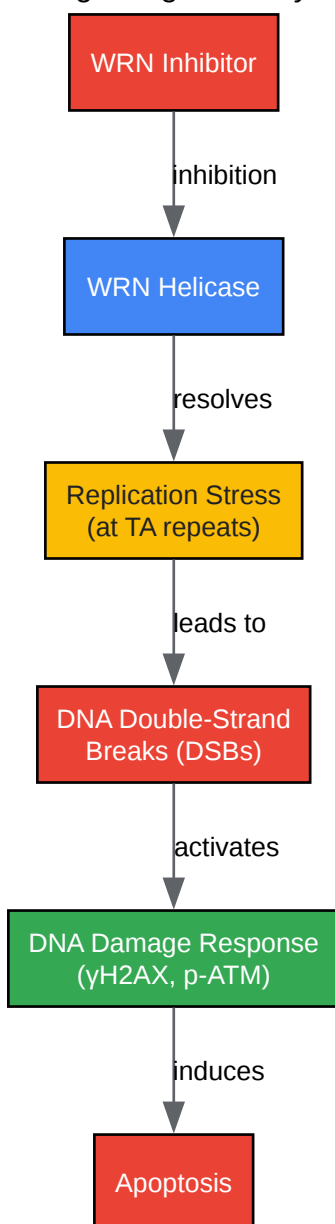 WRN Inhibitor
inhibition
WRN Helicase
resolves
Replication Stress
(at TA repeats)
leads to
DNA Double-Strand
Breaks (DSBs)
activates
DNA Damage Response
(γH2AX, p-ATM)
induces
Apoptosis